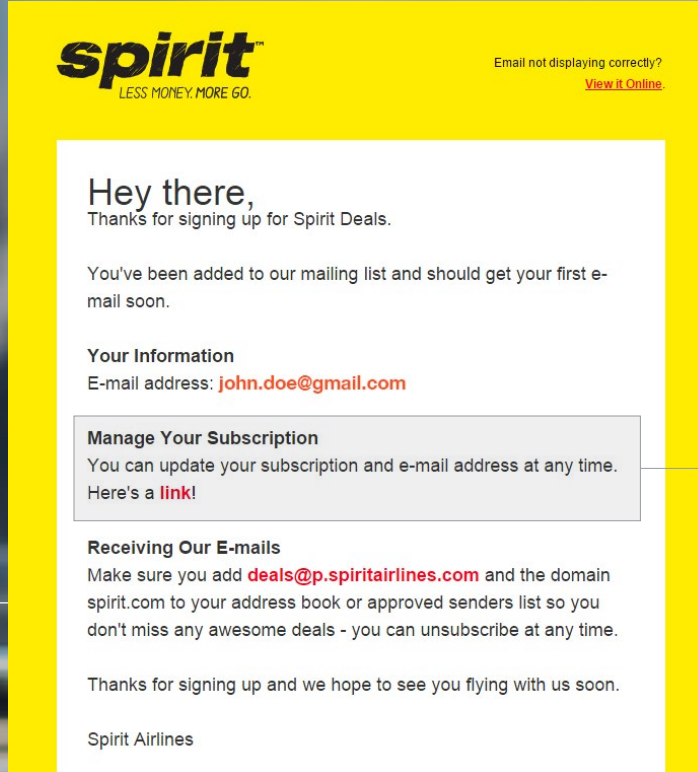 spirit™
LESS MONEY. MORE GO.
Email not displaying correctly?
View it Online.
Hey there,
Thanks for signing up for Spirit Deals.
You've been added to our mailing list and should get your first e-
mail soon.
Your Information
E-mail address: john.doe@gmail.com
Manage Your Subscription
You can update your subscription and e-mail address at any time.
Here's a link!
Receiving Our E-mails
Make sure you add deals@p.spiritairlines.com and the domain
spirit.com to your address book or approved senders list so you
don't miss any awesome deals - you can unsubscribe at any time.
Thanks for signing up and we hope to see you flying with us soon.
Spirit Airlines